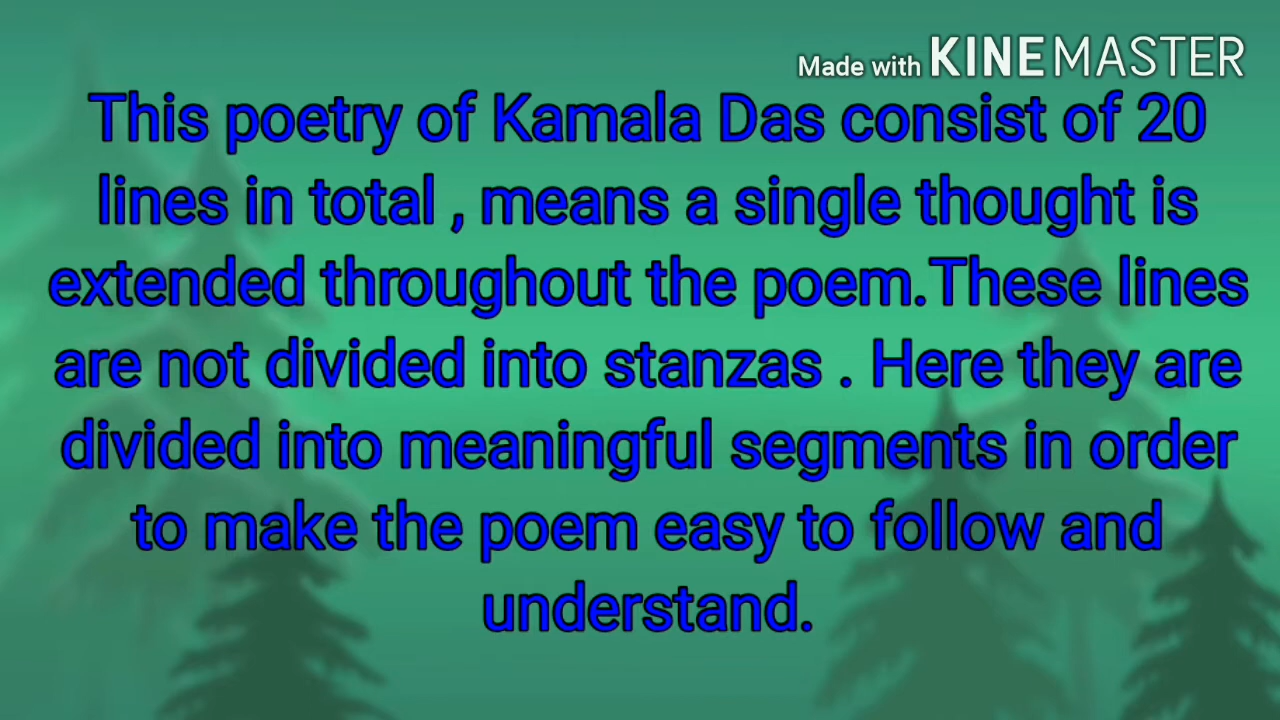 Made with KINEMASTER
This poetry of Kamala Das consist of 20
lines in total , means a single thought is
extended throughout the poem.These lines
are not divided into stanzas . Here they are
divided into meaningful segments in order
to make the poem easy to follow and
understand.